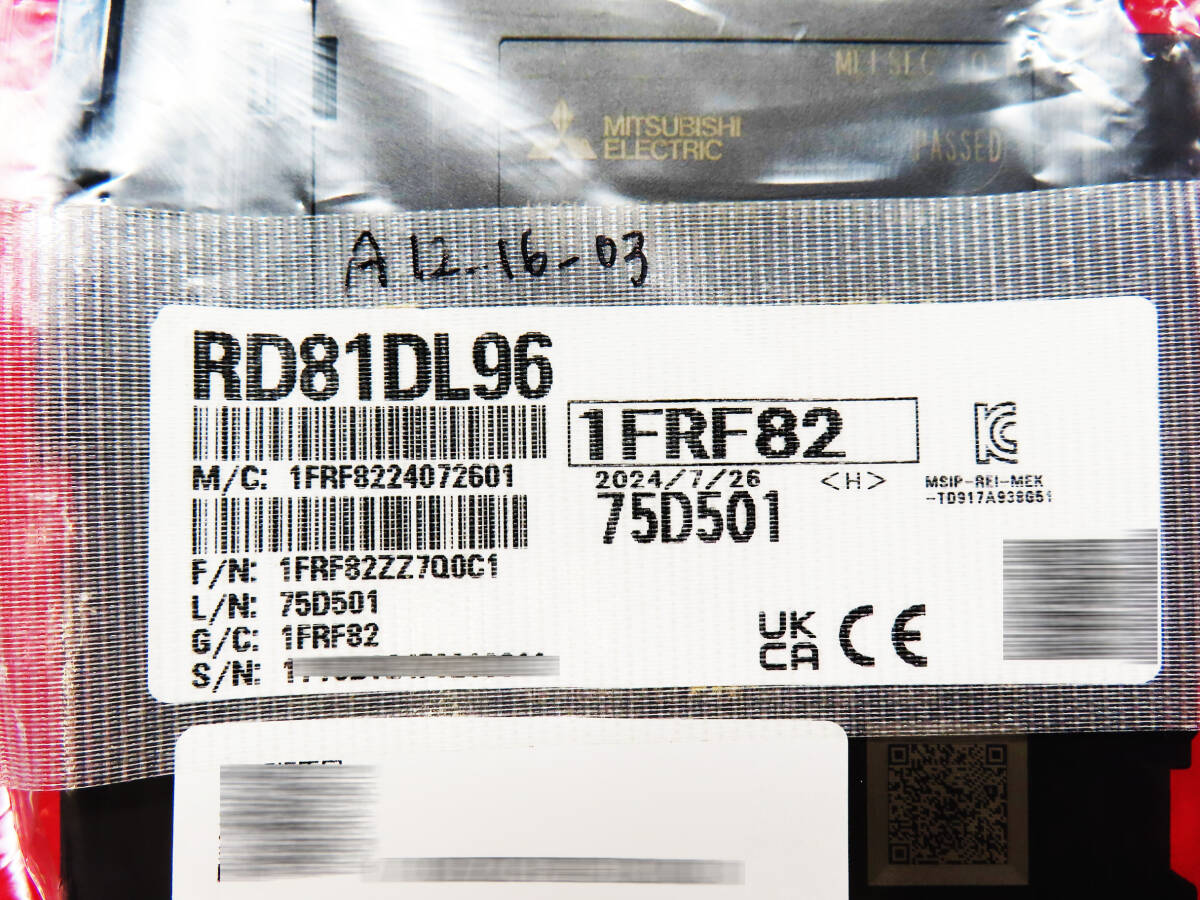 MITSUBISHI
ELECTRIC
PASSED
A12-16-03
RD81DL96
1FRF82
M/C: 1FRF8224072601
2024/7/26 <H>
MSIP-REI-MEK
-TD917A938G51
75D501
F/N: 1FRF82ZZ7Q0C1
L/N: 75D501
G/C: 1FRF82
S/N:
UK
CA
CE